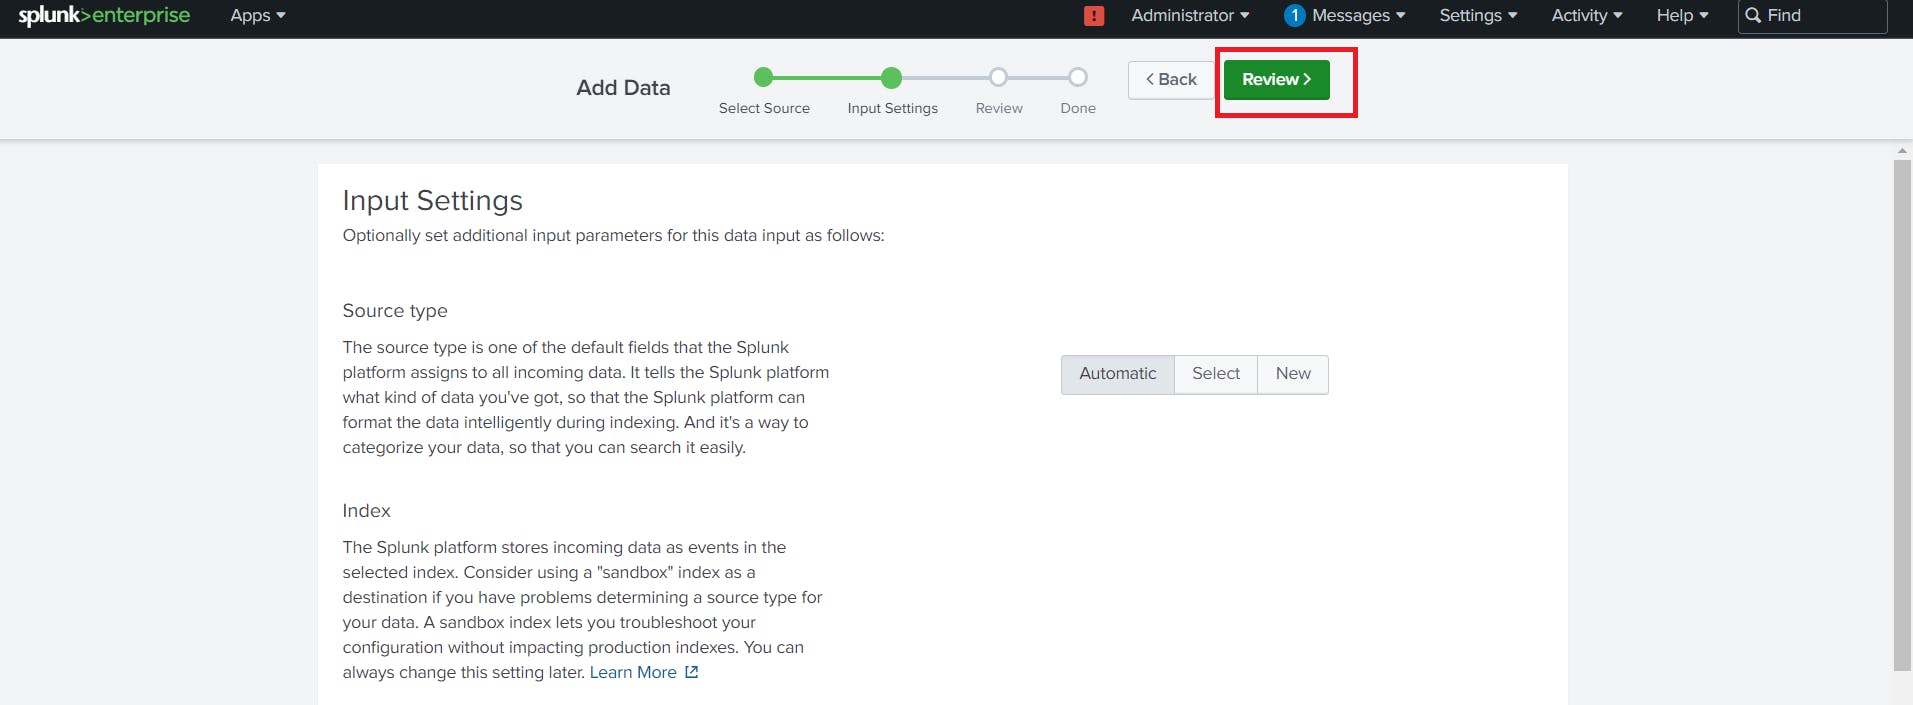 splunk>enterprise Apps ! Administrator 1 Messages Settings Activity Help Find
Add Data
Select Source Input Settings Review Done
< Back Review >
Input Settings
Optionally set additional input parameters for this data input as follows:
Source type
The source type is one of the default fields that the Splunk
platform assigns to all incoming data. It tells the Splunk platform
what kind of data you've got, so that the Splunk platform can
format the data intelligently during indexing. And it's a way to
categorize your data, so that you can search it easily.
Automatic Select New
Index
The Splunk platform stores incoming data as events in the
selected index. Consider using a "sandbox" index as a
destination if you have problems determining a source type for
your data. A sandbox index lets you troubleshoot your
configuration without impacting production indexes. You can
always change this setting later. Learn More